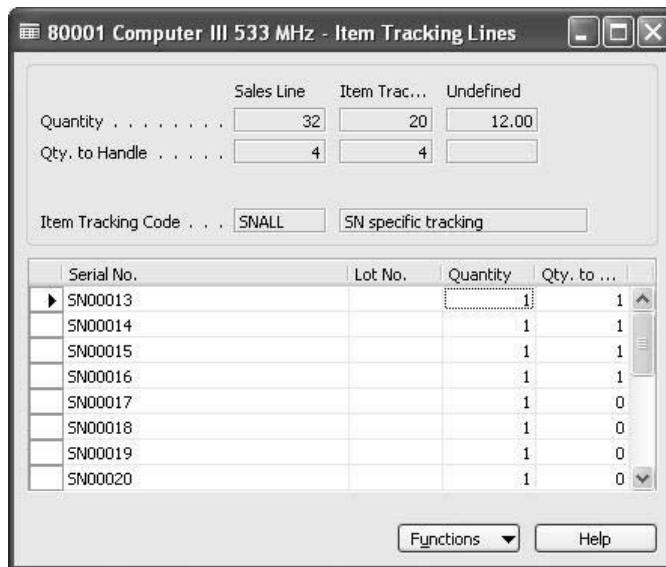 80001 Computer III 533 MHz - Item Tracking Lines
Sales Line Item Trac... Undefined
Quantity . . . . . . . . 32 20 12.00
Qty. to Handle . . . . . 4 4
Item Tracking Code . . . SNALL SN specific tracking
Serial No. Lot No. Quantity Qty. to ...
SN00013 1 1
SN00014 1 1
SN00015 1 1
SN00016 1 1
SN00017 1 0
SN00018 1 0
SN00019 1 0
SN00020 1 0
Functions Help